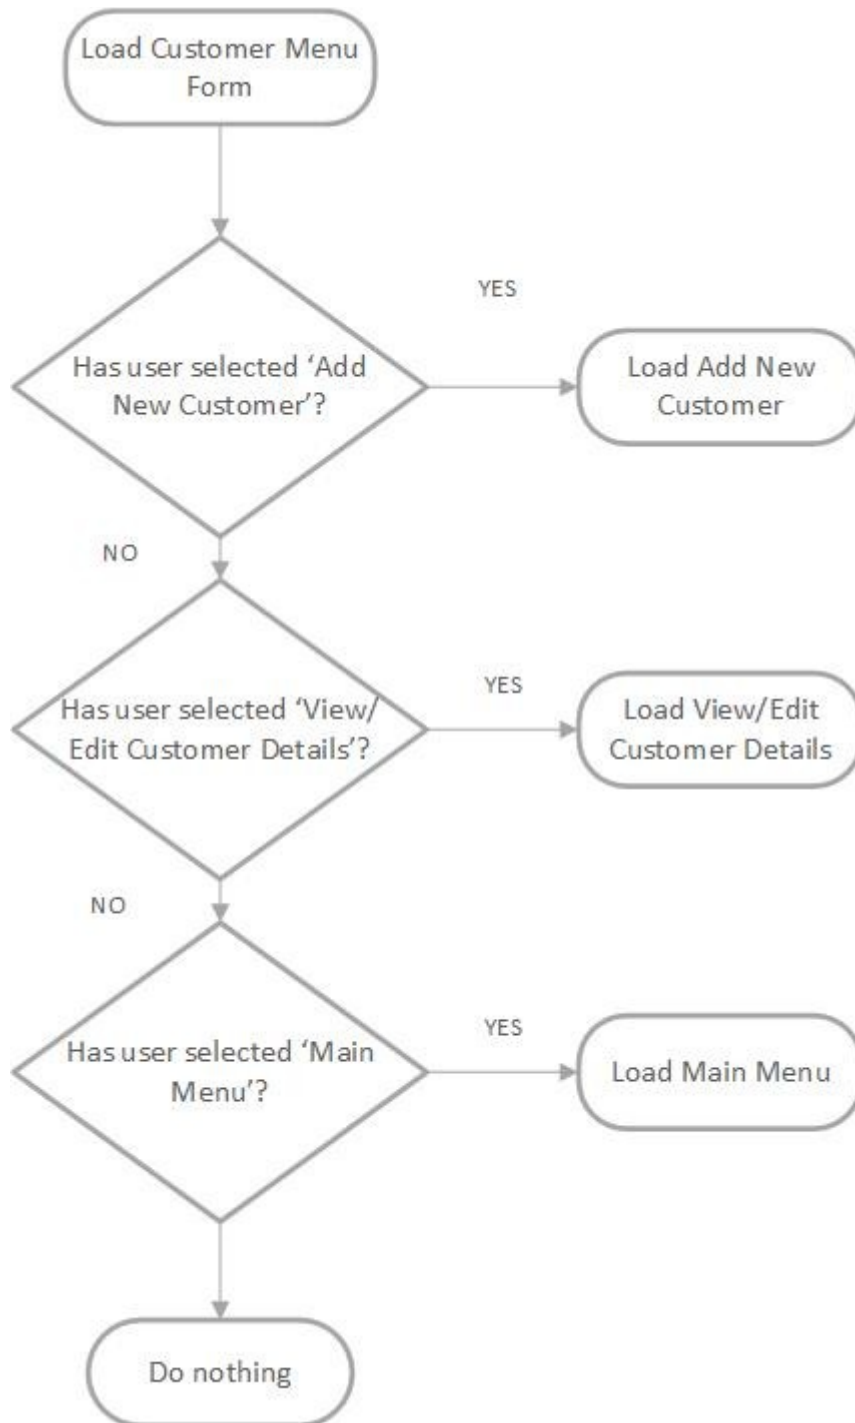 Load Customer Menu
Form
YES
Has user selected ‘Add
New Customer’?
Load Add New
Customer
NO
YES
Has user selected ‘View/
Edit Customer Details’?
Load View/Edit
Customer Details
NO
YES
Has user selected ‘Main
Menu’?
Load Main Menu
Do nothing